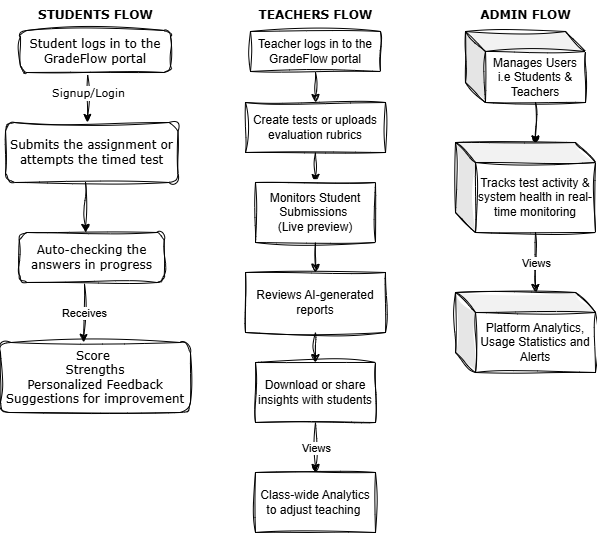 STUDENTS FLOW
Student logs in to the
GradeFlow portal
Signup/Login
Submits the assignment or
attempts the timed test
Auto-checking the
answers in progress
Receives
Score
Strengths
Personalized Feedback
Suggestions for improvement
TEACHERS FLOW
Teacher logs in to the
GradeFlow portal
Create tests or uploads
evaluation rubrics
Monitors Student
Submissions
(Live preview)
Reviews AI-generated
reports
Download or share
insights with students
Views
Class-wide Analytics
to adjust teaching
ADMIN FLOW
Manages Users
i.e Students &
Teachers
Tracks test activity &
system health in real-
time monitoring
Views
Platform Analytics,
Usage Statistics and
Alerts